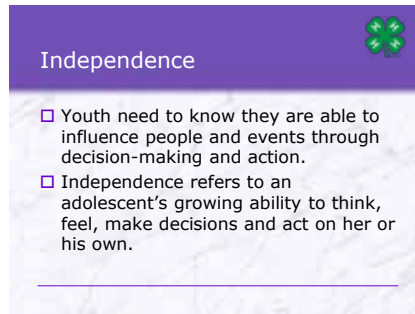 Independence
Youth need to know they are able to
influence people and events through
decision-making and action.
Independence refers to an
adolescent's growing ability to think,
feel, make decisions and act on her or
his own.